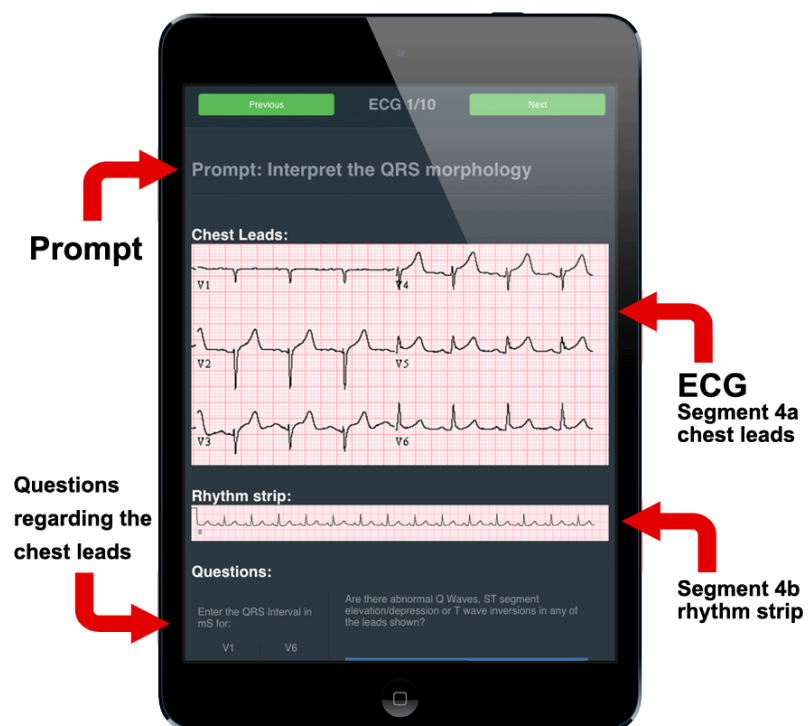 Previous
ECG 1/10
Next
Prompt: Interpret the QRS morphology
Prompt
Chest Leads:
V1
V4
V2
V5
V3
V6
ECG
Segment 4a
chest leads
Questions
regarding the
chest leads
Rhythm strip:
II
Segment 4b
rhythm strip
Questions:
Enter the QRS Interval in
mS for:
V1
V6
Are there abnormal Q Waves, ST segment
elevation/depression or T wave inversions in any of
the leads shown?